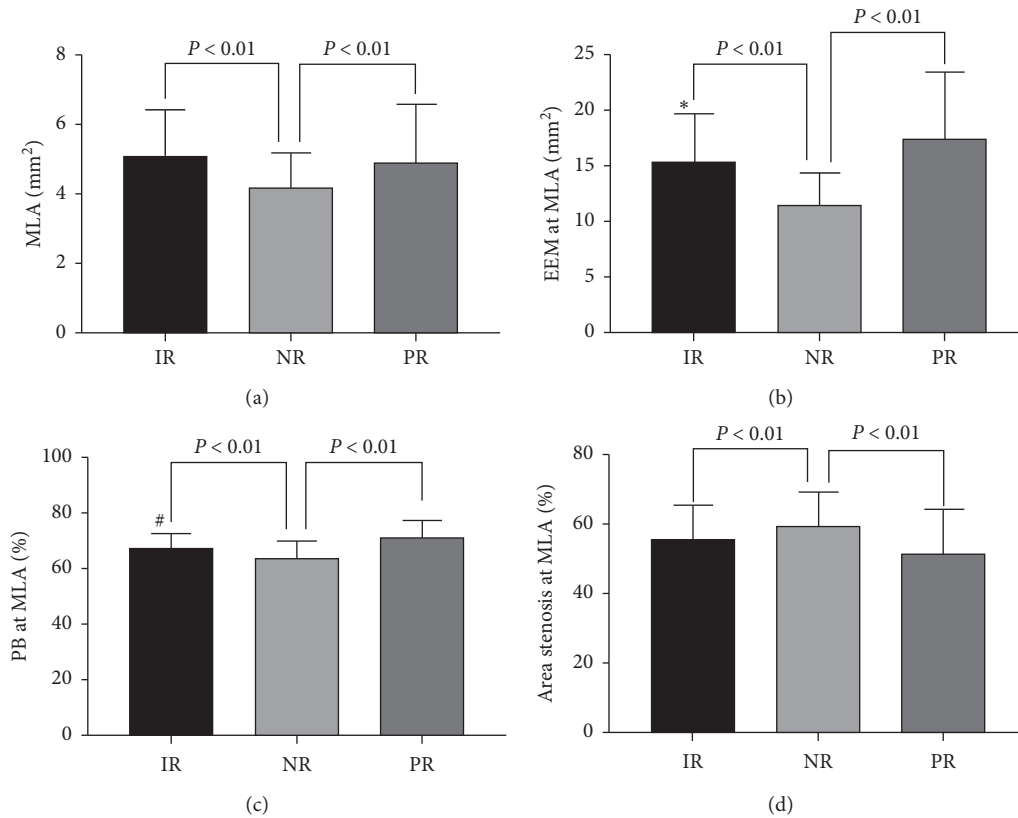 P < 0.01
P < 0.01
MLA (mm²)
8
6
4
2
0
IR
NR
PR
(a)
P < 0.01
P < 0.01
EEM at MLA (mm²)
25
20
15
10
5
0
*
IR
NR
PR
(b)
P < 0.01
P < 0.01
PB at MLA (%)
100
80
60
40
20
0
#
IR
NR
PR
(c)
P < 0.01
P < 0.01
Area stenosis at MLA (%)
80
60
40
20
0
IR
NR
PR
(d)